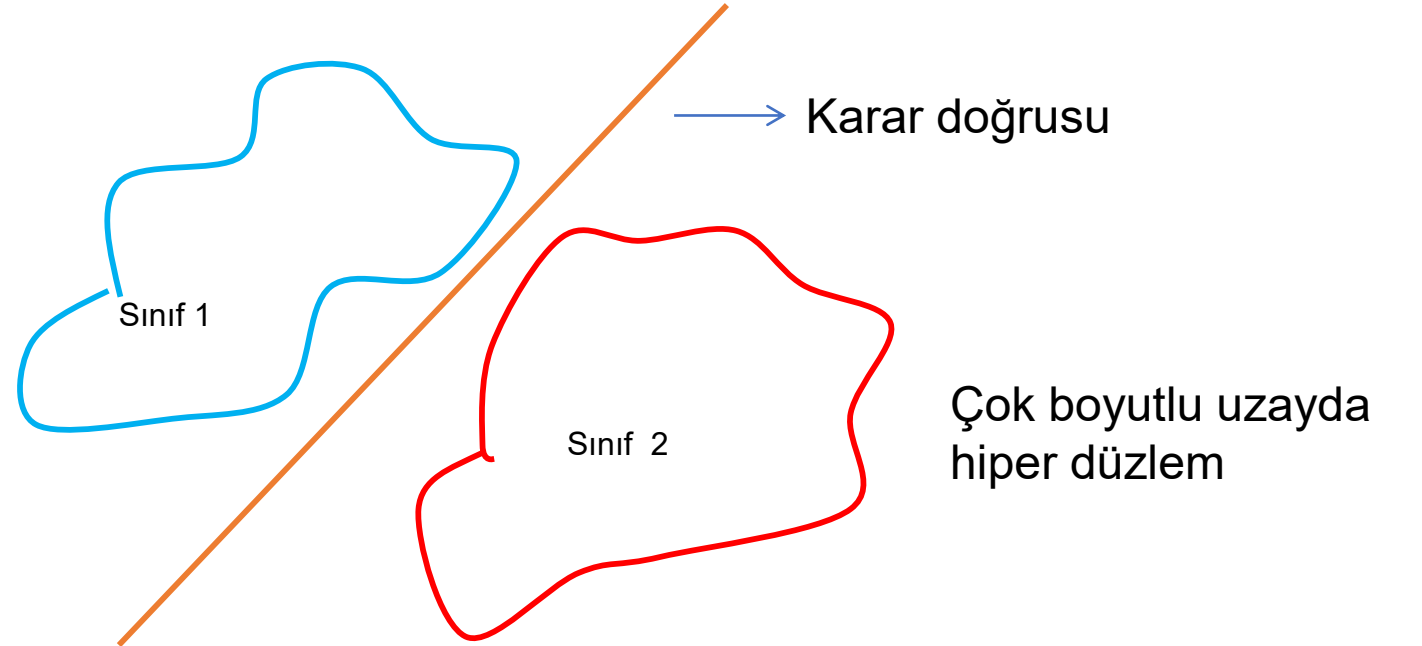 Karar doğrusu
Sınıf 1
Çok boyutlu uzayda
hiper düzlem
Sınıf 2